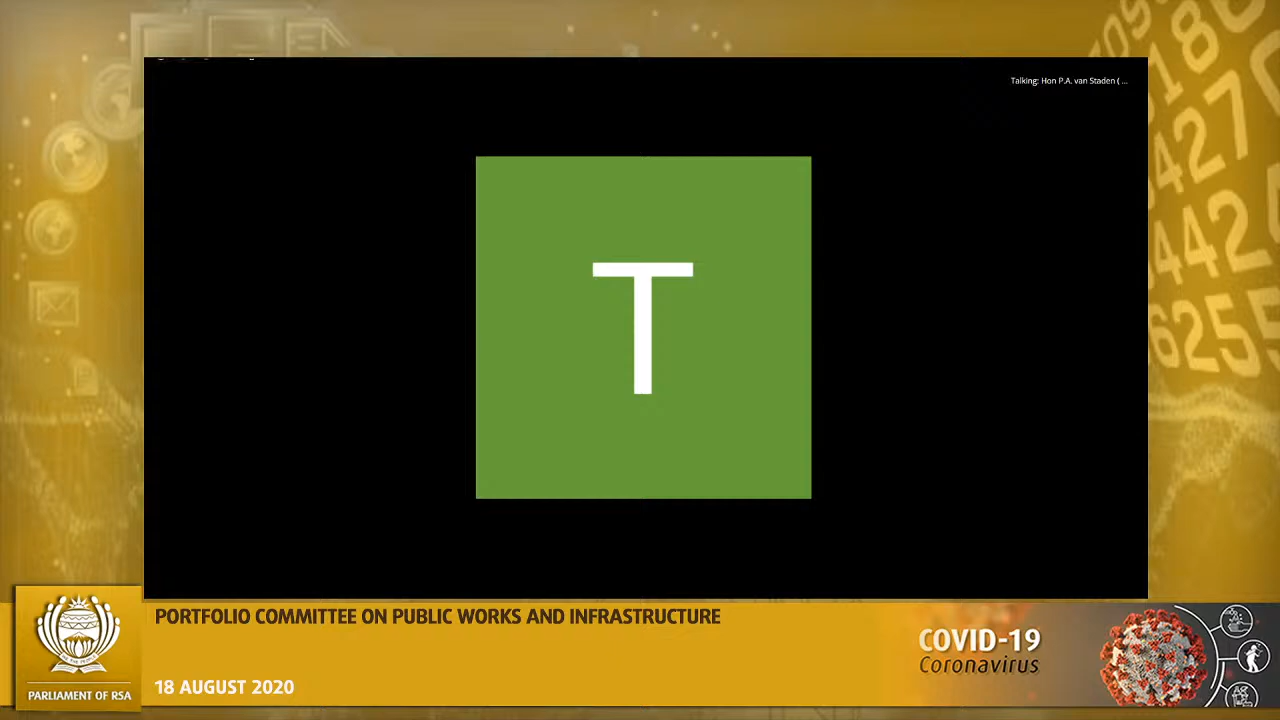 Talking: Hon P.A. van Staden ( ...
T
PORTFOLIO COMMITTEE ON PUBLIC WORKS AND INFRASTRUCTURE
COVID-19
Coronavirus
18 AUGUST 2020
PARLIAMENT OF RSA